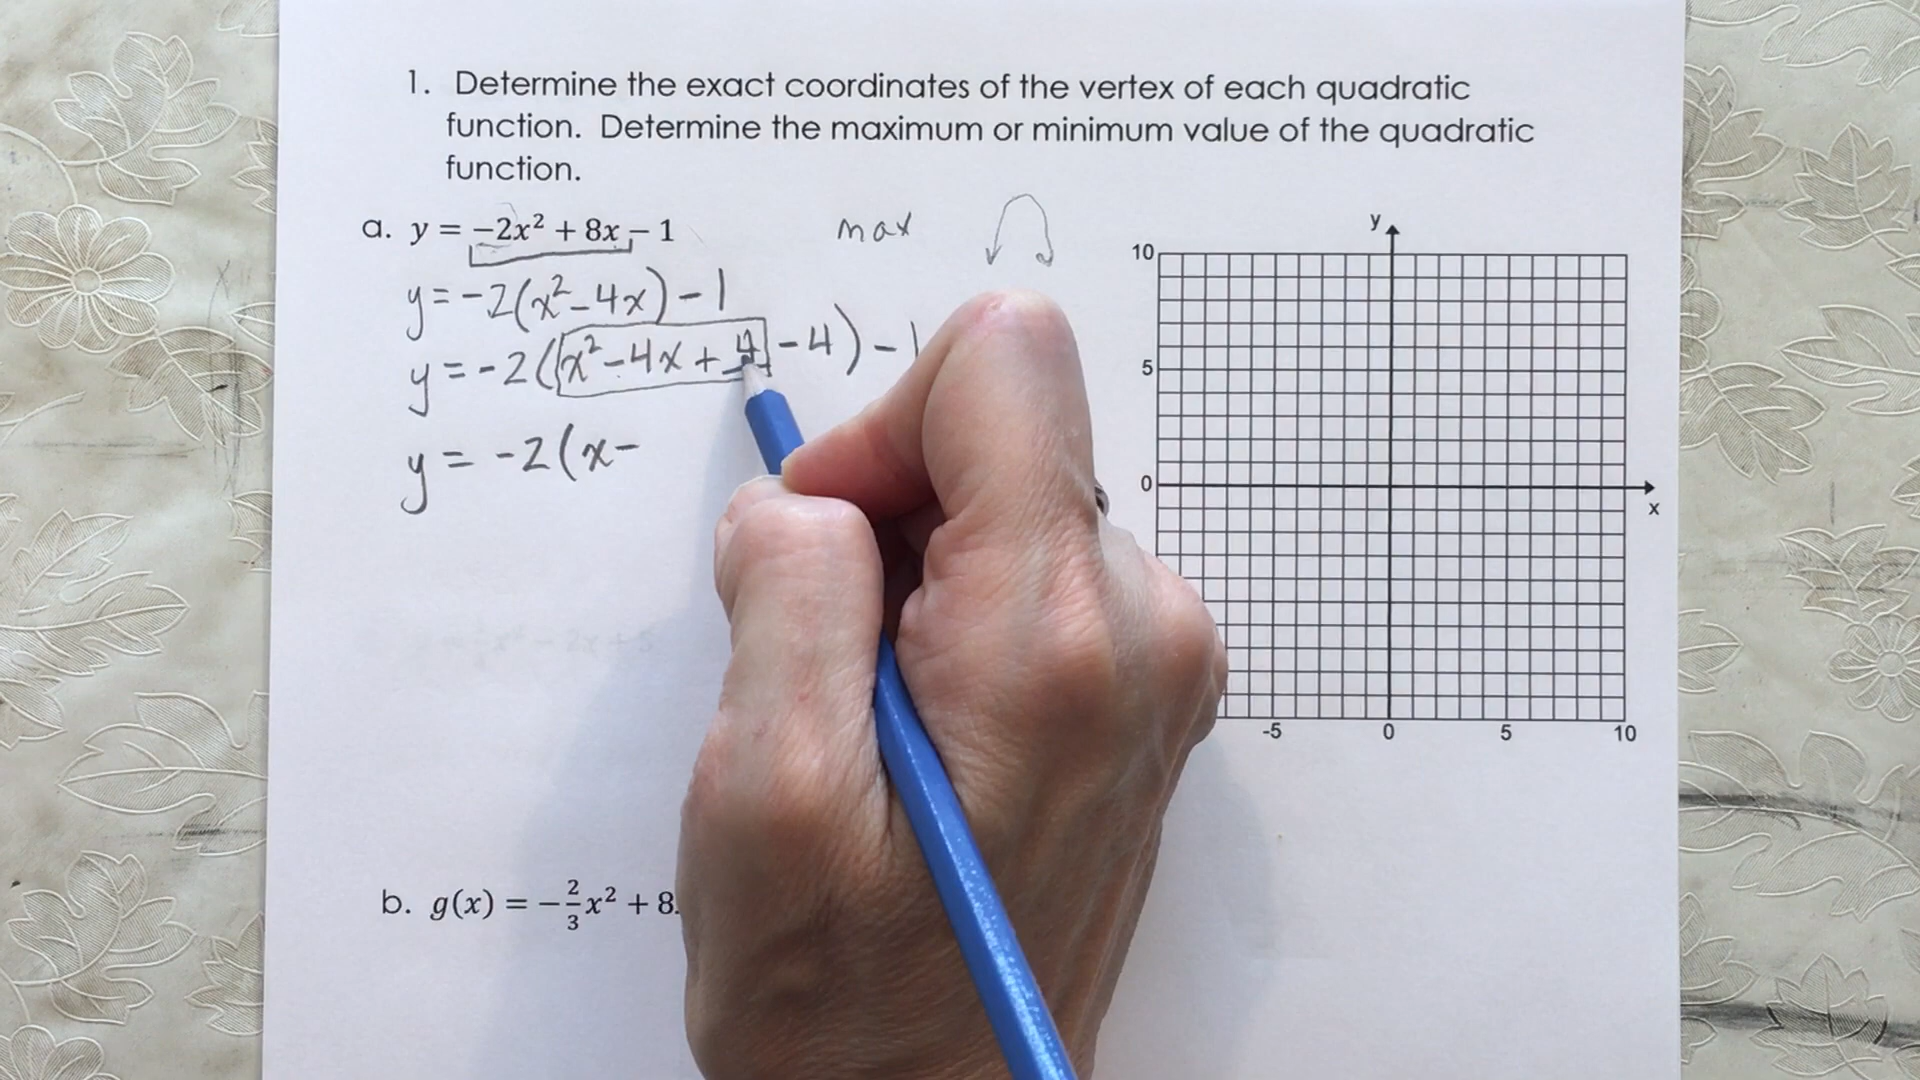 1. Determine the exact coordinates of the vertex of each quadratic
function. Determine the maximum or minimum value of the quadratic
function.
a. y = −2x² + 8x − 1
max
y = -2(x² - 4x) - 1
y = -2(x² - 4x + 4 - 4) - 1
y = -2(x -
b. g(x) = −2/3x² + 8
y
10
5
0
x
-5 0 5 10